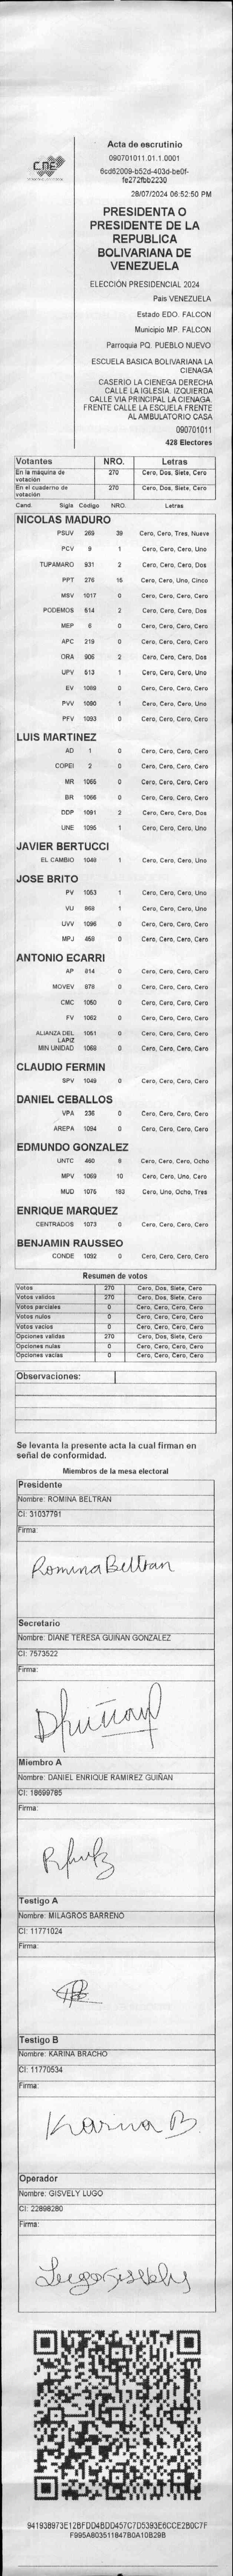 CNE
Acta de escrutinio
090701011.01.1.0001
6cd62009-b52d-403d-be0f-
fe272fbb2230
28/07/2024 06:52:50 PM
PRESIDENTA O
PRESIDENTE DE LA
REPUBLICA
BOLIVARIANA DE
VENEZUELA
ELECCIÓN PRESIDENCIAL 2024
Pais VENEZUELA
Estado EDO. FALCON
Municipio MP. FALCON
Parroquia PQ. PUEBLO NUEVO
ESCUELA BASICA BOLIVARIANA LA
CIENAGA
CASERIO LA CIENEGA DERECHA
CALLE LA IGLESIA. IZQUIERDA
CALLE VIA PRINCIPAL LA CIENAGA.
FRENTE CALLE LA ESCUELA FRENTE
AL AMBULATORIO CASA
090701011
428 Electores
Votantes NRO. Letras
En la maquina de votación 270 Cero, Dos, Siete, Cero
En el cuaderno de votación 270 Cero, Dos, Siete, Cero
Cand. Sigla Código NRO. Letras
NICOLAS MADURO
PSUV 269 39 Cero, Cero, Tres, Nueve
PCV 9 1 Cero, Cero, Cero, Uno
TUPAMARO 931 2 Cero, Cero, Cero, Dos
PPT 276 15 Cero, Cero, Uno, Cinco
MSV 1017 0 Cero, Cero, Cero, Cero
PODEMOS 514 2 Cero, Cero, Cero, Dos
MEP 6 0 Cero, Cero, Cero, Cero
APC 219 0 Cero, Cero, Cero, Cero
ORA 906 2 Cero, Cero, Cero, Dos
UPV 513 1 Cero, Cero, Cero, Uno
EV 1089 0 Cero, Cero, Cero, Cero
PVV 1090 1 Cero, Cero, Cero, Uno
PFV 1093 0 Cero, Cero, Cero, Cero
LUIS MARTINEZ
AD 1 0 Cero, Cero, Cero, Cero
COPEI 2 0 Cero, Cero, Cero, Cero
MR 1065 0 Cero, Cero, Cero, Cero
BR 1066 0 Cero, Cero, Cero, Cero
DDP 1091 2 Cero, Cero, Cero, Dos
UNE 1095 1 Cero, Cero, Cero, Uno
JAVIER BERTUCCI
EL CAMBIO 1048 1 Cero, Cero, Cero, Uno
JOSE BRITO
PV 1053 1 Cero, Cero, Cero, Uno
VU 868 1 Cero, Cero, Cero, Uno
UVV 1096 0 Cero, Cero, Cero, Cero
MPJ 458 0 Cero, Cero, Cero, Cero
ANTONIO ECARRI
AP 814 0 Cero, Cero, Cero, Cero
MOVEV 878 0 Cero, Cero, Cero, Cero
CMC 1050 0 Cero, Cero, Cero, Cero
FV 1062 0 Cero, Cero, Cero, Cero
ALIANZA DEL LAPIZ 1051 0 Cero, Cero, Cero, Cero
MIN UNIDAD 1069 0 Cero, Cero, Cero, Cero
CLAUDIO FERMIN
SPV 1049 0 Cero, Cero, Cero, Cero
DANIEL CEBALLOS
VPA 236 0 Cero, Cero, Cero, Cero
AREPA 1094 0 Cero, Cero, Cero, Cero
EDMUNDO GONZALEZ
UNTC 460 8 Cero, Cero, Cero, Ocho
MPV 1069 10 Cero, Cero, Uno, Cero
MUD 1075 183 Cero, Uno, Ocho, Tres
ENRIQUE MARQUEZ
CENTRADOS 1073 0 Cero, Cero, Cero, Cero
BENJAMIN RAUSSEO
CONDE 1092 0 Cero, Cero, Cero, Cero
Resumen de votos
Votos 270 Cero, Dos, Siete, Cero
Votos validos 270 Cero, Dos, Siete, Cero
Votos parciales 0 Cero, Cero, Cero, Cero
Votos nulos 0 Cero, Cero, Cero, Cero
Votos vacios 0 Cero, Cero, Cero, Cero
Opciones validas 270 Cero, Dos, Siete, Cero
Opciones nulas 0 Cero, Cero, Cero, Cero
Opciones vacias 0 Cero, Cero, Cero, Cero
Observaciones:
Se levanta la presente acta la cual firman en
señal de conformidad.
Miembros de la mesa electoral
Presidente
Nombre: ROMINA BELTRAN
CI: 31037791
Firma:
Romina Beltran
Secretario
Nombre: DIANE TERESA GUIÑAN GONZALEZ
CI: 7573522
Firma:
Miembro A
Nombre: DANIEL ENRIQUE RAMIREZ GUIÑAN
CI: 18699785
Firma:
Testigo A
Nombre: MILAGROS BARRENO
CI: 11771024
Firma:
Testigo B
Nombre: KARINA BRACHO
CI: 11770534
Firma:
Karina B
Operador
Nombre: GISVELY LUGO
CI: 22898280
Firma:
Lugo Gisvely
941938973E12BFDD4BDD457C7D5393E6CCE2B0C7F
F995A803511847B0A10B29B